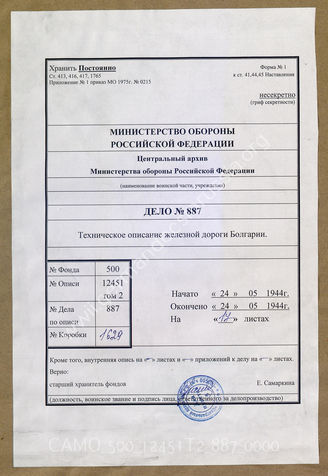 Хранить Постоянно
Форма № 1
Ст. 413, 416, 417, 1765
к ст. 41,44,45 Наставления
Приложение № 1 приказ МО 1975г. № 0215
несекретно
(гриф секретности)
МИНИСТЕРСТВО ОБОРОНЫ
РОССИЙСКОЙ ФЕДЕРАЦИИ
Центральный архив
Министерства обороны Российской Федерации
(наименование воинской части, учреждение)
ДЕЛО № 887
Техническое описание железной дороги Болгарии.
№ Фонда 500
№ Описи 12451
том 2
№ Дела 887
по описи
№ Коробки 1629
Начато « 24 » 05 1944г.
Окончено « 24 » 05 1944г.
На « » листах
Кроме того, внутренняя опись на « » листах и « » приложений к делу на « » листах.
Верно:
старший хранитель фондов Е. Самаркина
(должность, воинское звание и подпись лица, ответственного за делопроизводство)
CAMO 500 12451T2 887 0000